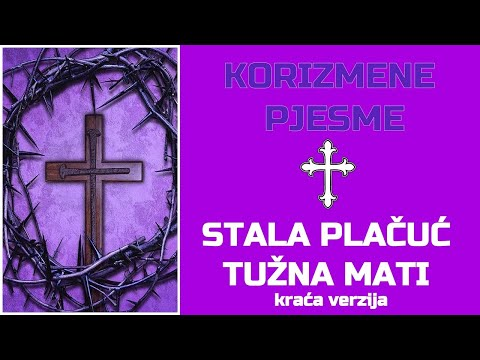 KORIZMENE
PJESME
STALA PLAČUĆ
TUŽNA MATI
kraća verzija